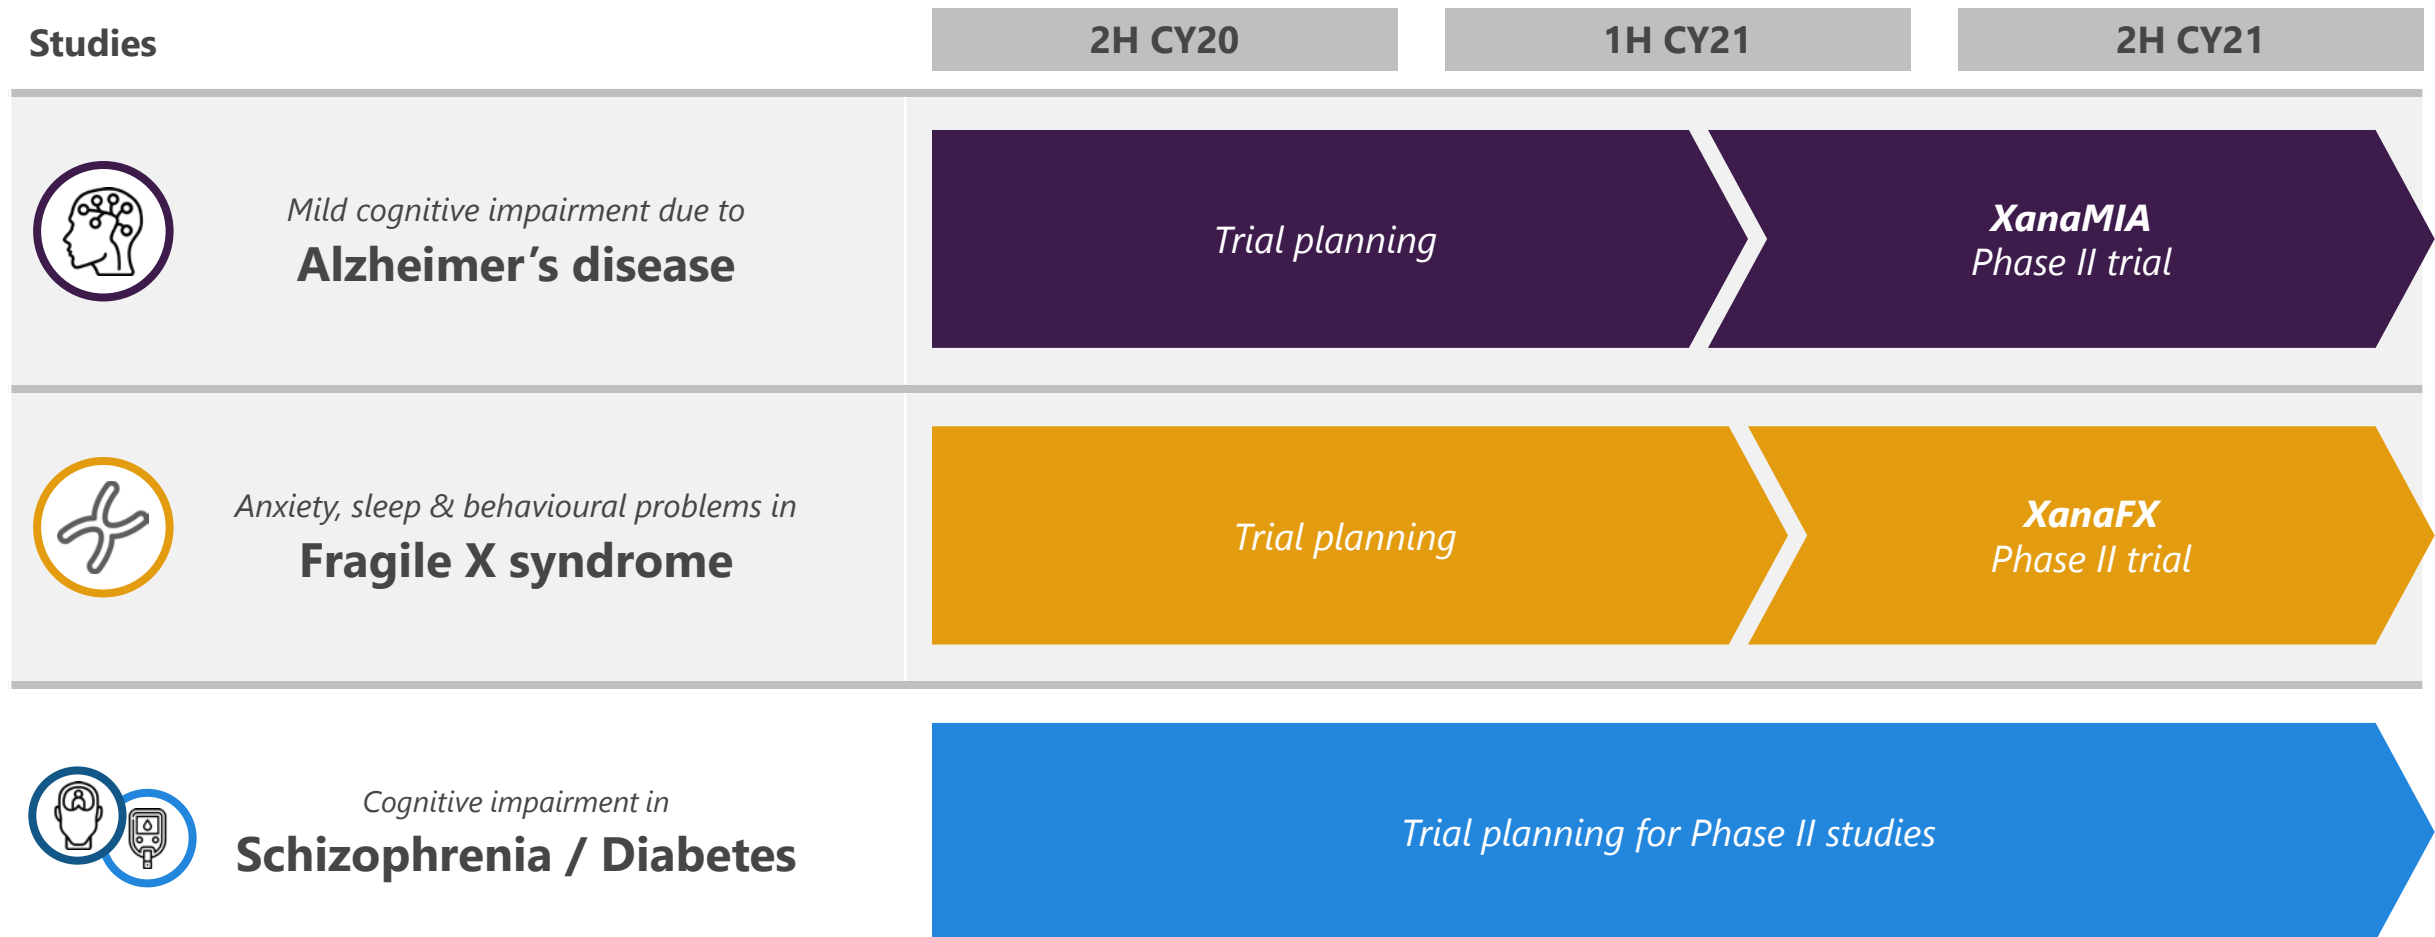 Studies
2H CY20
1H CY21
2H CY21
Mild cognitive impairment due to
Alzheimer’s disease
Trial planning
XanaMIA
Phase II trial
Anxiety, sleep & behavioural problems in
Fragile X syndrome
Trial planning
XanaFX
Phase II trial
Cognitive impairment in
Schizophrenia / Diabetes
Trial planning for Phase II studies